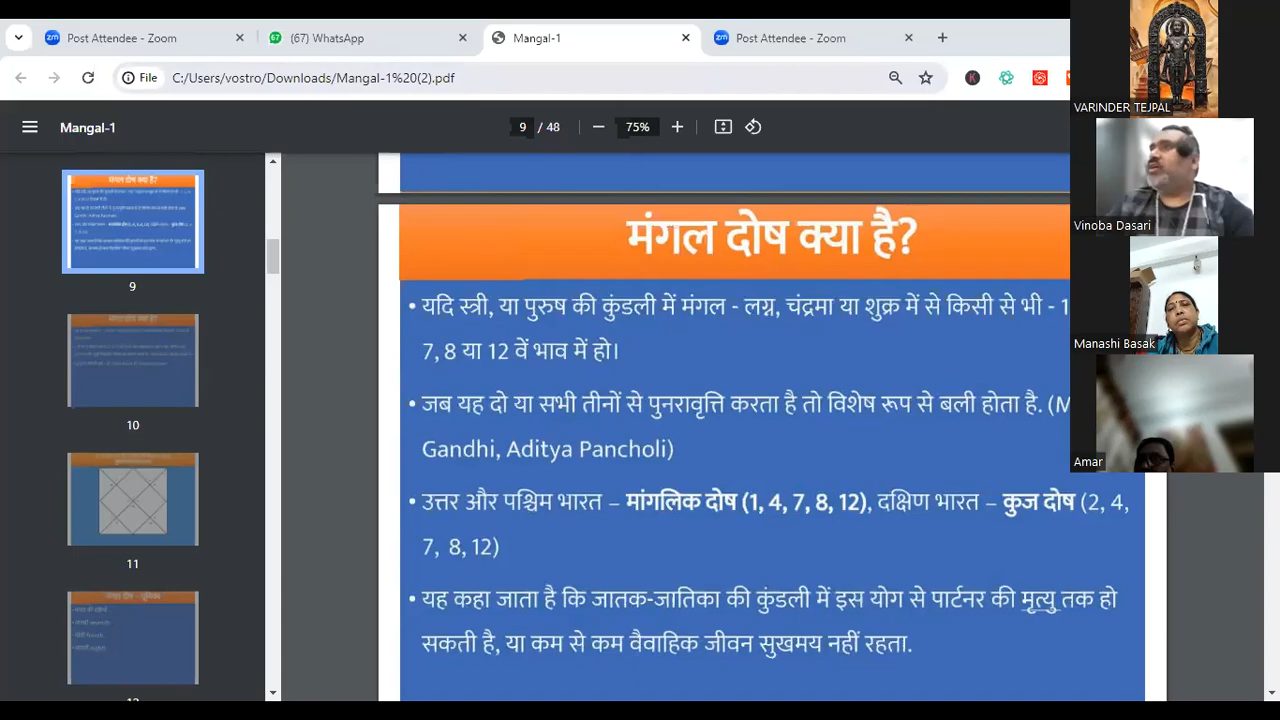 Post Attendee - Zoom
(67) WhatsApp
Mangal-1
Post Attendee - Zoom
File C:/Users/vostro/Downloads/Mangal-1%20(2).pdf
Mangal-1
9 / 48
75%
VARINDER TEJPAL
Vinoba Dasari
Manashi Basak
Amar
9
10
11
मंगल दोष क्या है?
• यदि स्त्री, या पुरुष की कुंडली में मंगल - लग्न, चंद्रमा या शुक्र में से किसी से भी - 1
7, 8 या 12 वें भाव में हो।
• जब यह दो या सभी तीनों से पुनरावृत्ति करता है तो विशेष रूप से बली होता है. (M
Gandhi, Aditya Pancholi)
• उत्तर और पश्चिम भारत – मांगलिक दोष (1, 4, 7, 8, 12), दक्षिण भारत – कुज दोष (2, 4,
7, 8, 12)
• यह कहा जाता है कि जातक-जातिका की कुंडली में इस योग से पार्टनर की मृत्यु तक हो
सकती है, या कम से कम वैवाहिक जीवन सुखमय नहीं रहता.